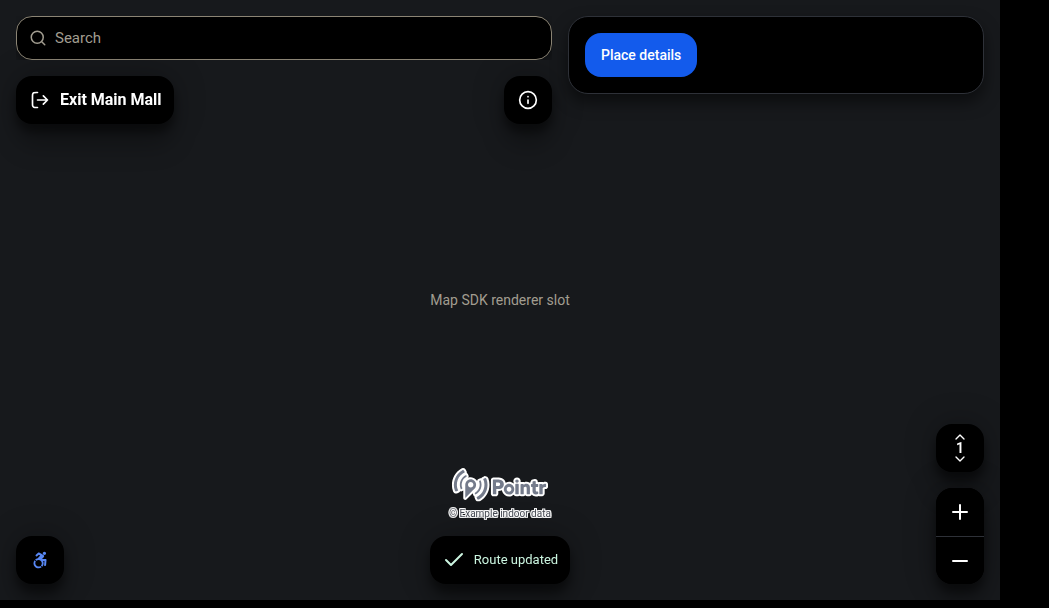 Search
Place details
Exit Main Mall
Map SDK renderer slot
1
Pointr
© Example indoor data
Route updated